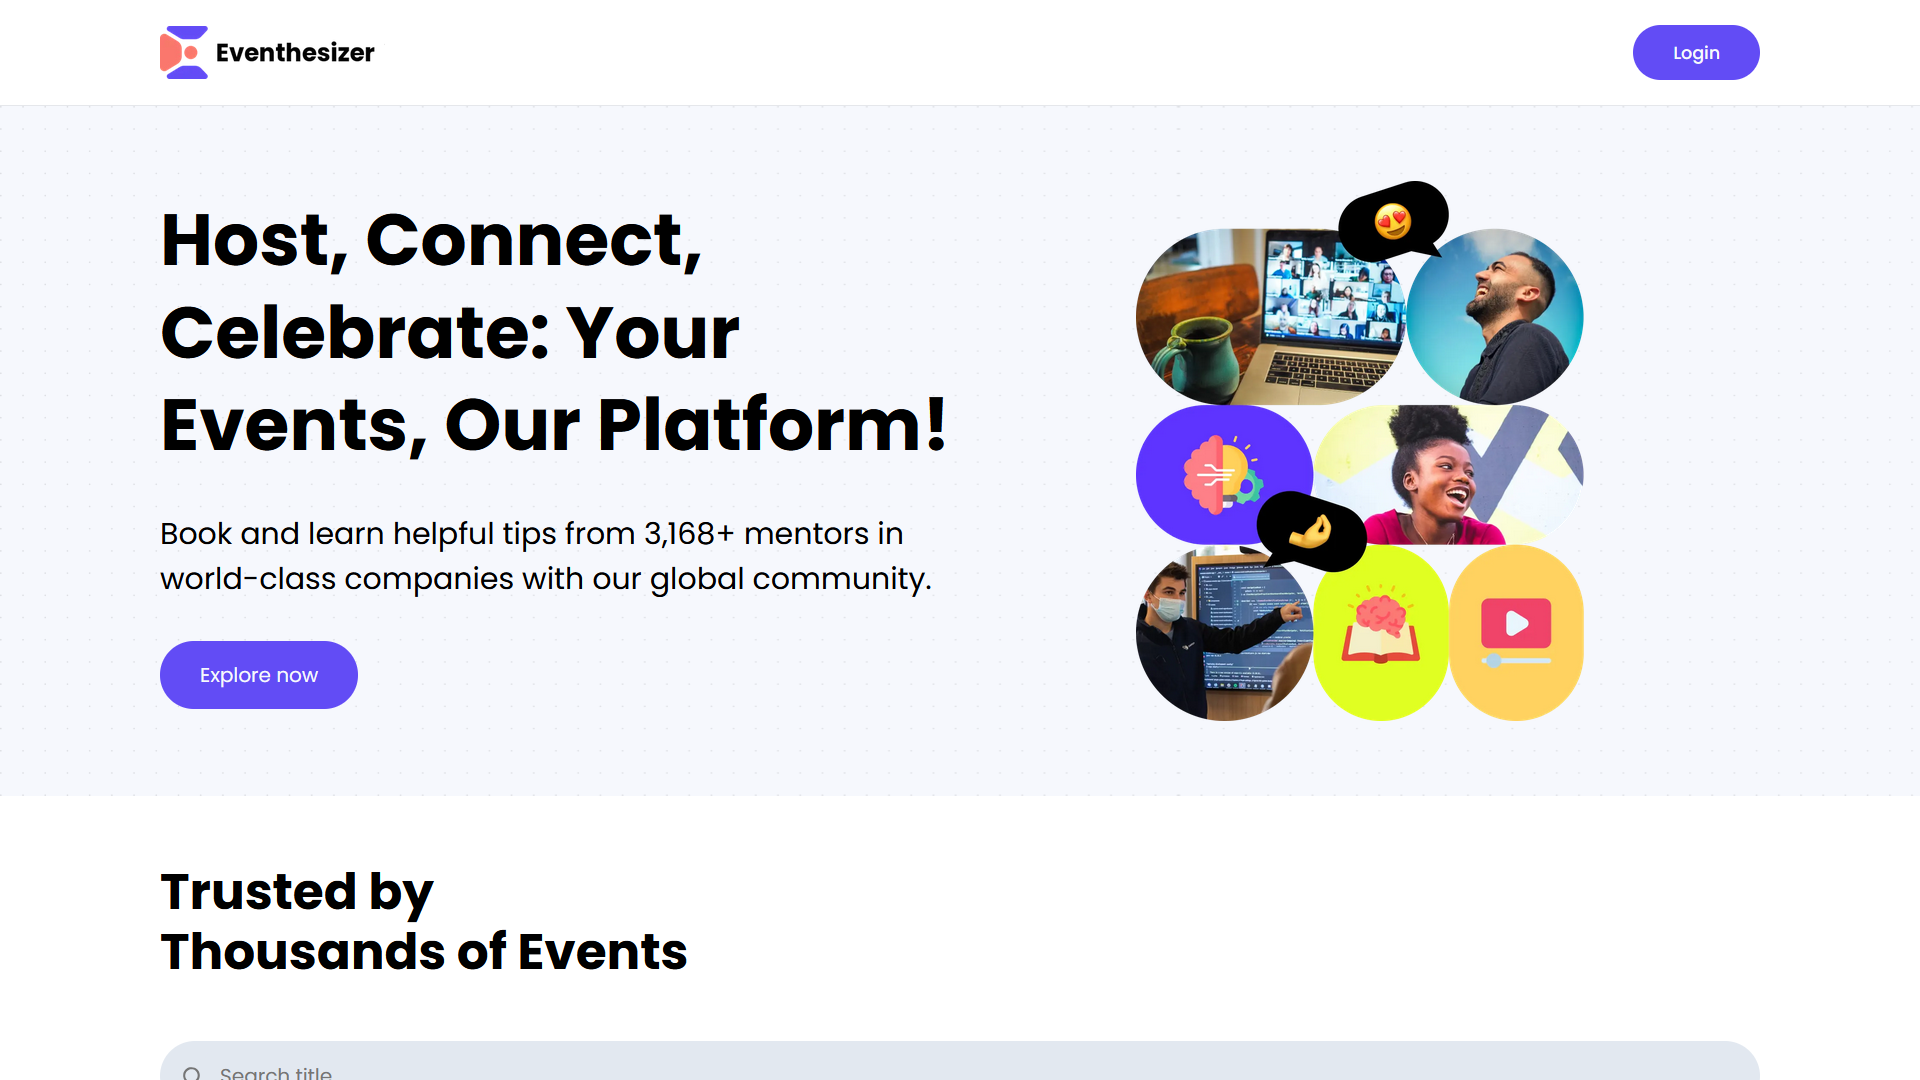 Eventhesizer
Login
Host, Connect,
Celebrate: Your
Events, Our Platform!
Book and learn helpful tips from 3,168+ mentors in
world-class companies with our global community.
Explore now
Trusted by
Thousands of Events
Search title